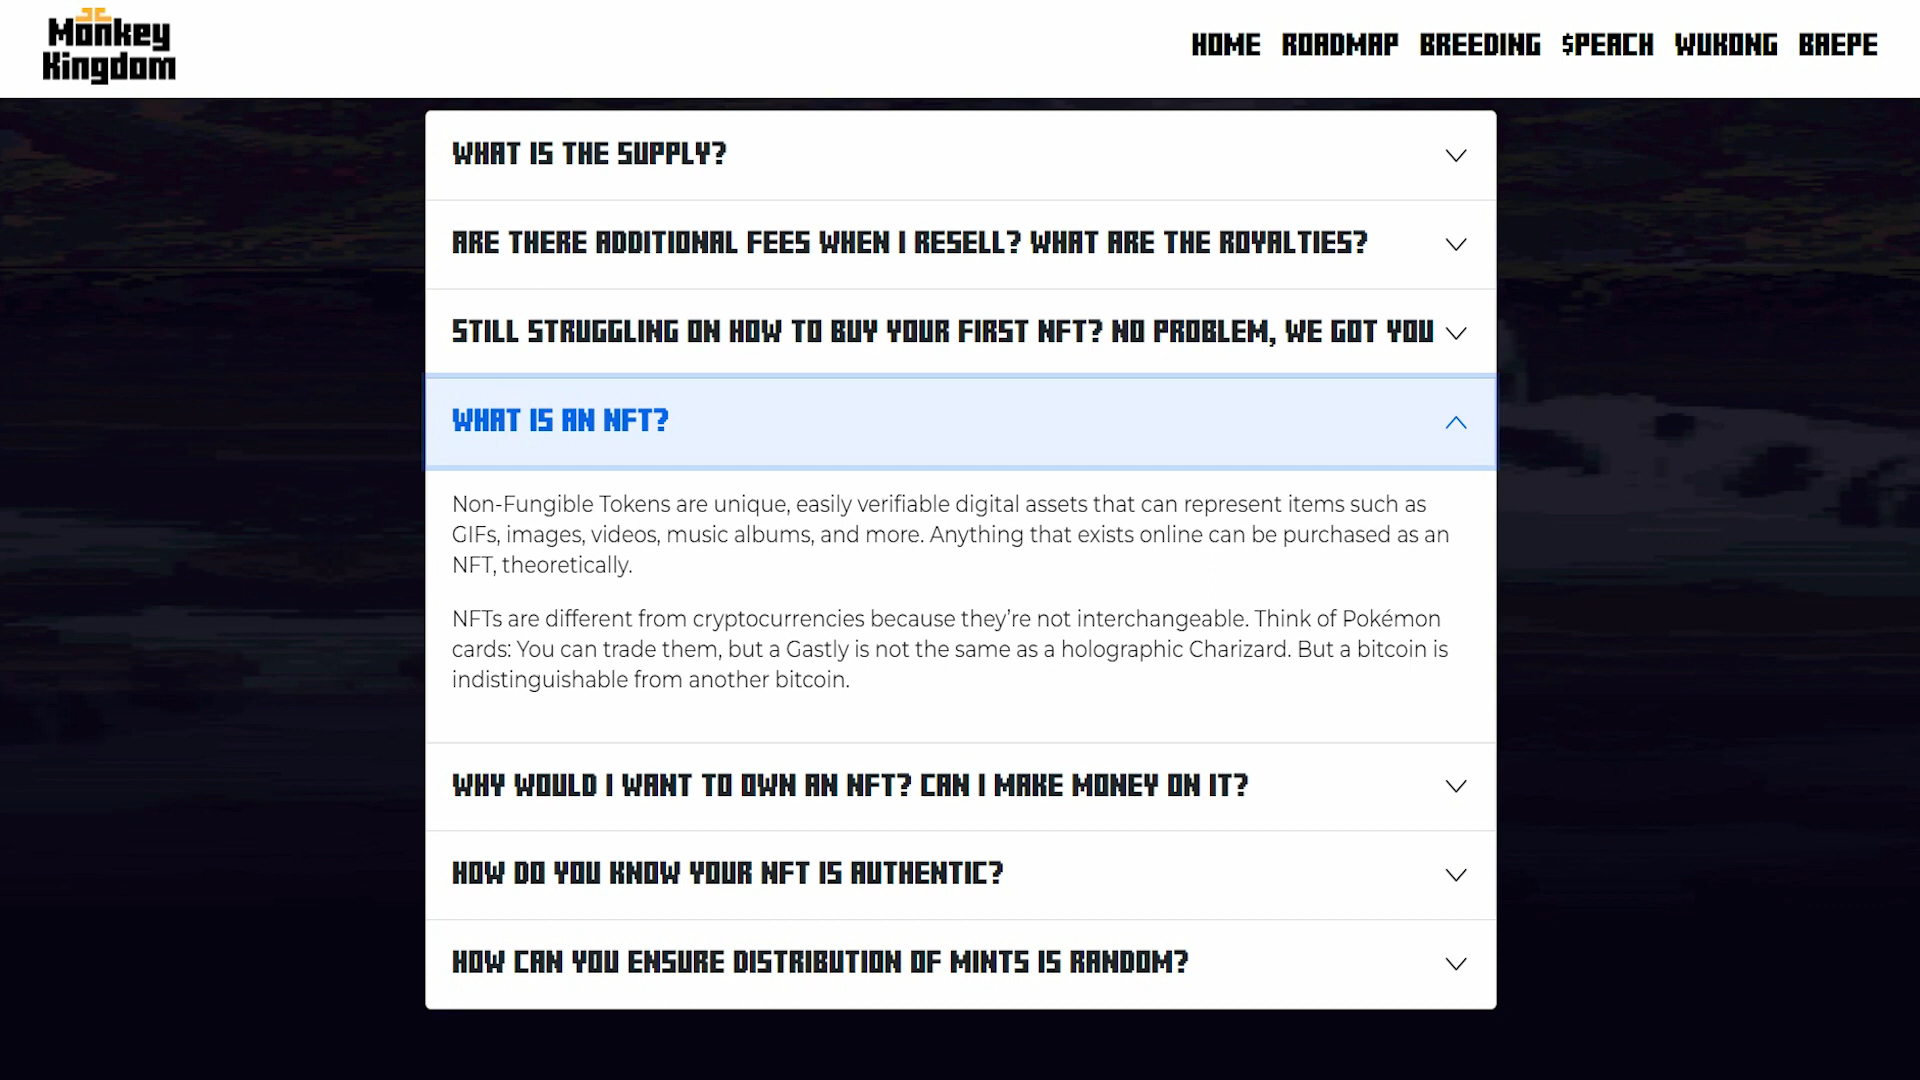 Monkey
Kingdom
HOME ROADMAP BREEDING $PEACH WUKONG BAEPE
WHAT IS THE SUPPLY?
ARE THERE ADDITIONAL FEES WHEN I RESELL? WHAT ARE THE ROYALTIES?
STILL STRUGGLING ON HOW TO BUY YOUR FIRST NFT? NO PROBLEM, WE GOT YOU
WHAT IS AN NFT?
Non-Fungible Tokens are unique, easily verifiable digital assets that can represent items such as
GIFs, images, videos, music albums, and more. Anything that exists online can be purchased as an
NFT, theoretically.
NFTs are different from cryptocurrencies because they’re not interchangeable. Think of Pokémon
cards: You can trade them, but a Gastly is not the same as a holographic Charizard. But a bitcoin is
indistinguishable from another bitcoin.
WHY WOULD I WANT TO OWN AN NFT? CAN I MAKE MONEY ON IT?
HOW DO YOU KNOW YOUR NFT IS AUTHENTIC?
HOW CAN YOU ENSURE DISTRIBUTION OF MINTS IS RANDOM?